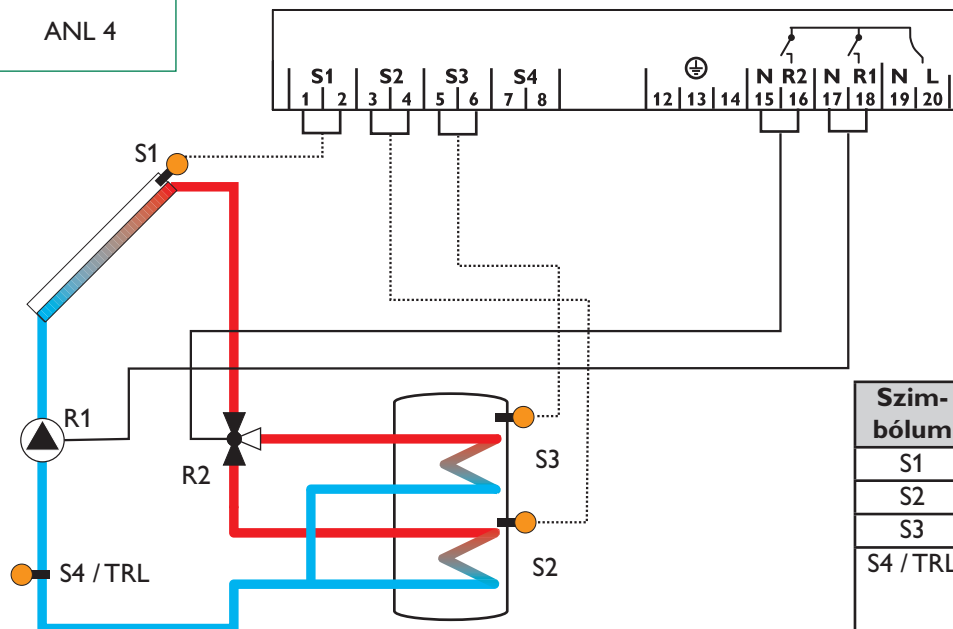 ANL 4
S1 S2 S3 S4 N R2 N R1 N L
1 2 3 4 5 6 7 8 12 13 14 15 16 17 18 19 20
S1
R1
R2
S3
S2
S4 / TRL
Szim-
bólum
S1
S2
S3
S4 / TRL